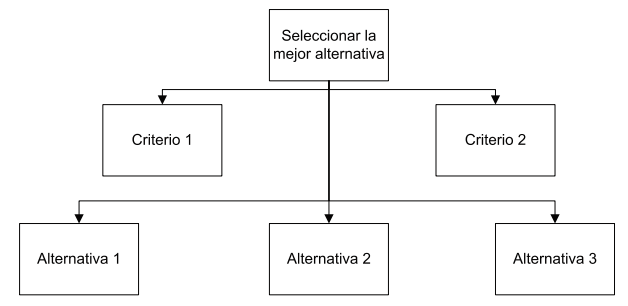 Seleccionar la
mejor alternativa
Criterio 1
Criterio 2
Alternativa 1
Alternativa 2
Alternativa 3